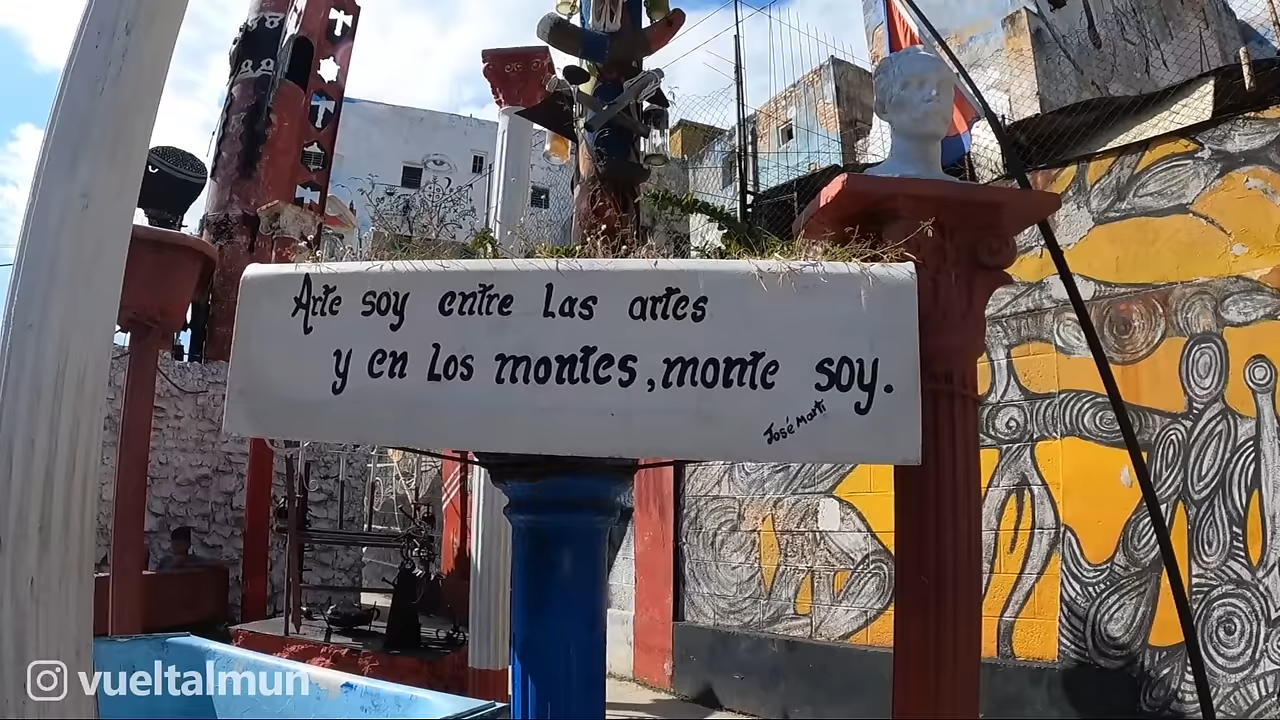 Arte soy entre Las artes
y en Los montes, monte soy.
José Martí
vueltalmun